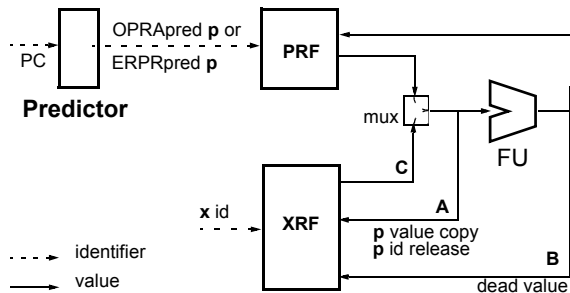 OPRApred p or
PC
ERPRpred p
PRF
Predictor
mux
FU
C
x id
XRF
A
p value copy
p id release
identifier
B
value
dead value